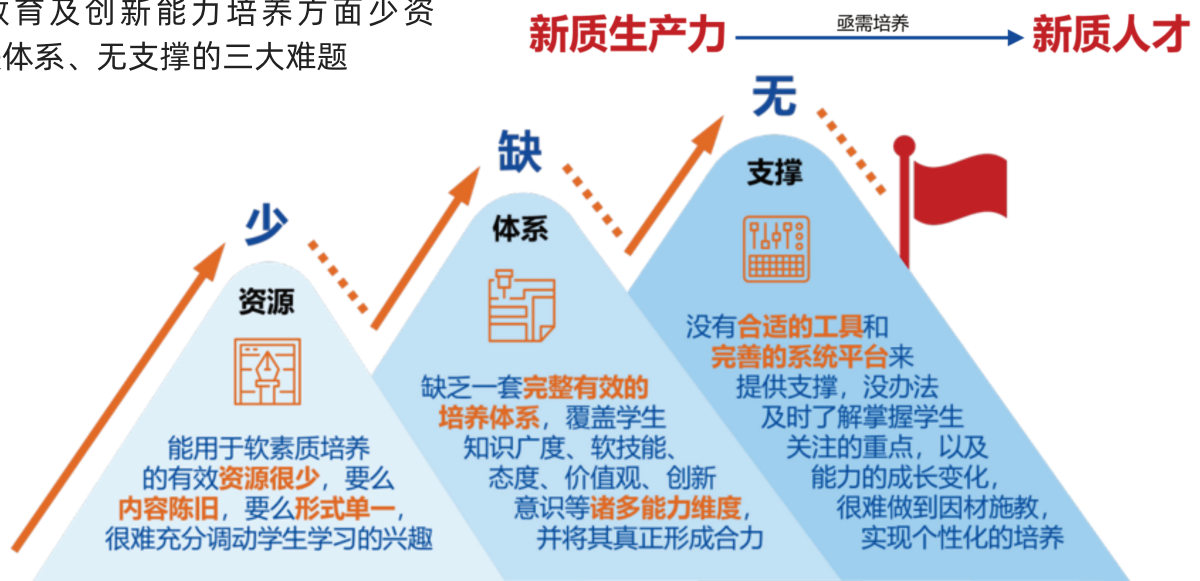 教育及创新能力培养方面少资
体系、无支撑的三大难题
新质生产力
亟需培养
新质人才
少
资源
能用于软素质培养
的有效资源很少，要么
内容陈旧，要么形式单一，
很难充分调动学生学习的兴趣
缺
体系
缺乏一套完整有效的
培养体系，覆盖学生
知识广度、软技能、
态度、价值观、创新
意识等诸多能力维度，
并将其真正形成合力
无
支撑
没有合适的工具和
完善的系统平台来
提供支撑，没办法
及时了解掌握学生
关注的重点，以及
能力的成长变化，
很难做到因材施教，
实现个性化的培养